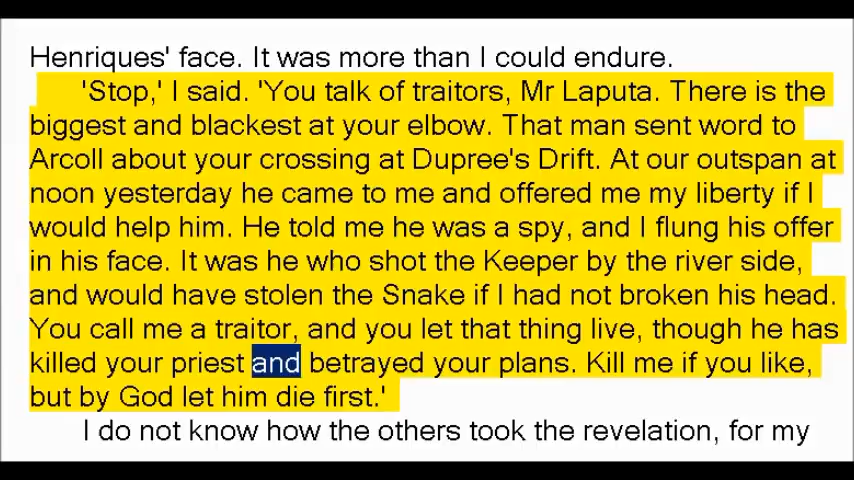 Henriques' face. It was more than I could endure.
'Stop,' I said. 'You talk of traitors, Mr Laputa. There is the
biggest and blackest at your elbow. That man sent word to
Arcoll about your crossing at Dupree's Drift. At our outspan at
noon yesterday he came to me and offered me my liberty if I
would help him. He told me he was a spy, and I flung his offer
in his face. It was he who shot the Keeper by the river side,
and would have stolen the Snake if I had not broken his head.
You call me a traitor, and you let that thing live, though he has
killed your priest and betrayed your plans. Kill me if you like,
but by God let him die first.'
I do not know how the others took the revelation, for my